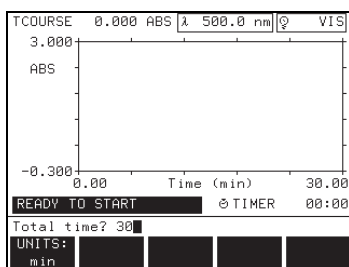 TCOURSE 0.000 ABS λ 500.0 nm VIS
3.000
ABS
-0.300
0.00 Time (min) 30.00
READY TO START TIMER 00:00
Total time? 30
UNITS:
min